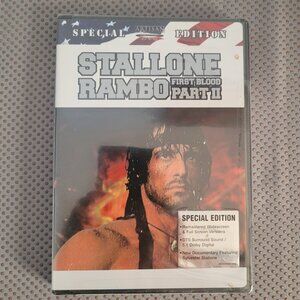 SPECIAL ARTISAN EDITION
STALLONE
RAMBO FIRST BLOOD PART II
SPECIAL EDITION
• Remastered Widescreen
& Full Screen Versions
• DTS Surround Sound /
5.1 Dolby Digital
• New Documentary Featuring
Sylvester Stallone